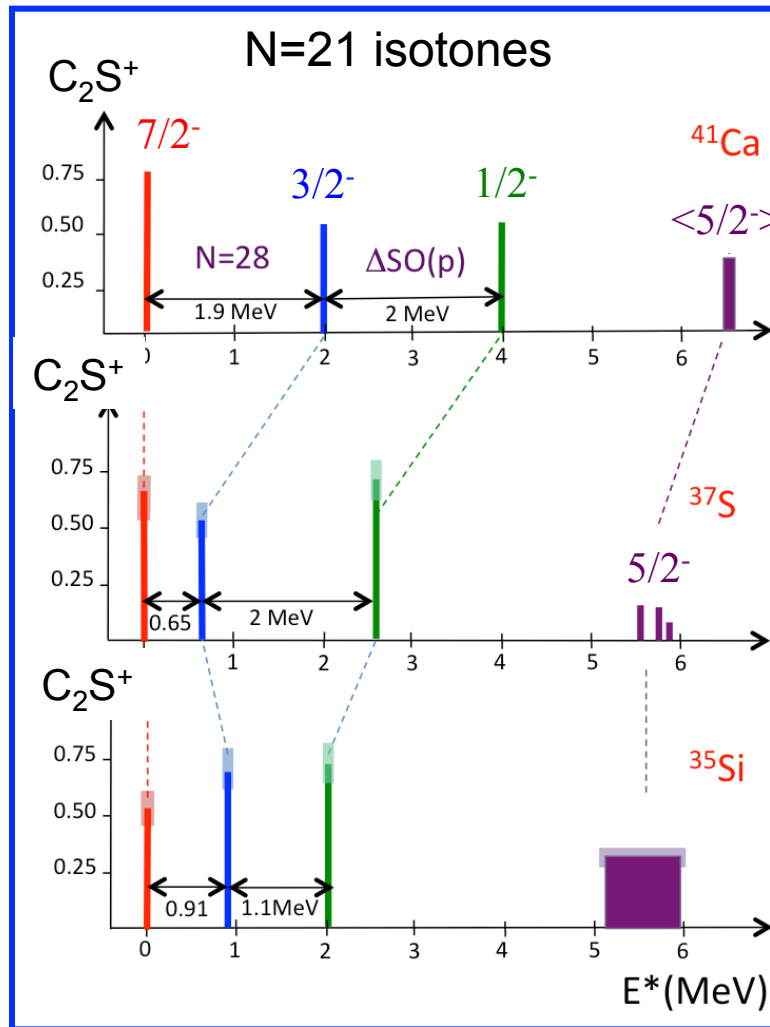 N=21 isotones
C₂S⁺
7/2⁻
⁴¹Ca
3/2⁻
1/2⁻
<5/2⁻>
0.75
0.50
0.25
N=28
ΔSO(p)
1.9 MeV
2 MeV
0 1 2 3 4 5 6
C₂S⁺
0.75
0.50
0.25
³⁷S
5/2⁻
0.65
2 MeV
0 1 2 3 4 5 6
C₂S⁺
0.75
0.50
0.25
³⁵Si
0.91
1.1MeV
0 1 2 3 4 5 6
E*(MeV)